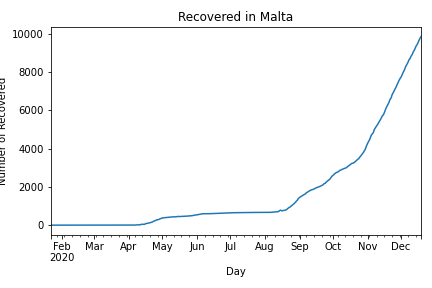 Recovered in Malta
Number of Recovered
10000
8000
6000
4000
2000
0
Feb Mar Apr May Jun Jul Aug Sep Oct Nov Dec
2020
Day